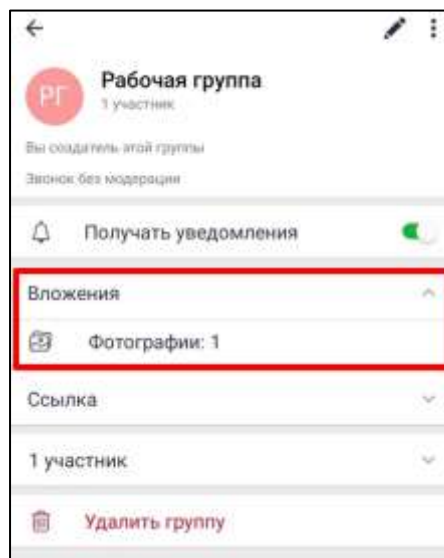 РГ
Рабочая группа
1 участник
Вы создатель этой группы
Звонок без модерации
Получать уведомления
Вложения
Фотографии: 1
Ссылка
1 участник
Удалить группу